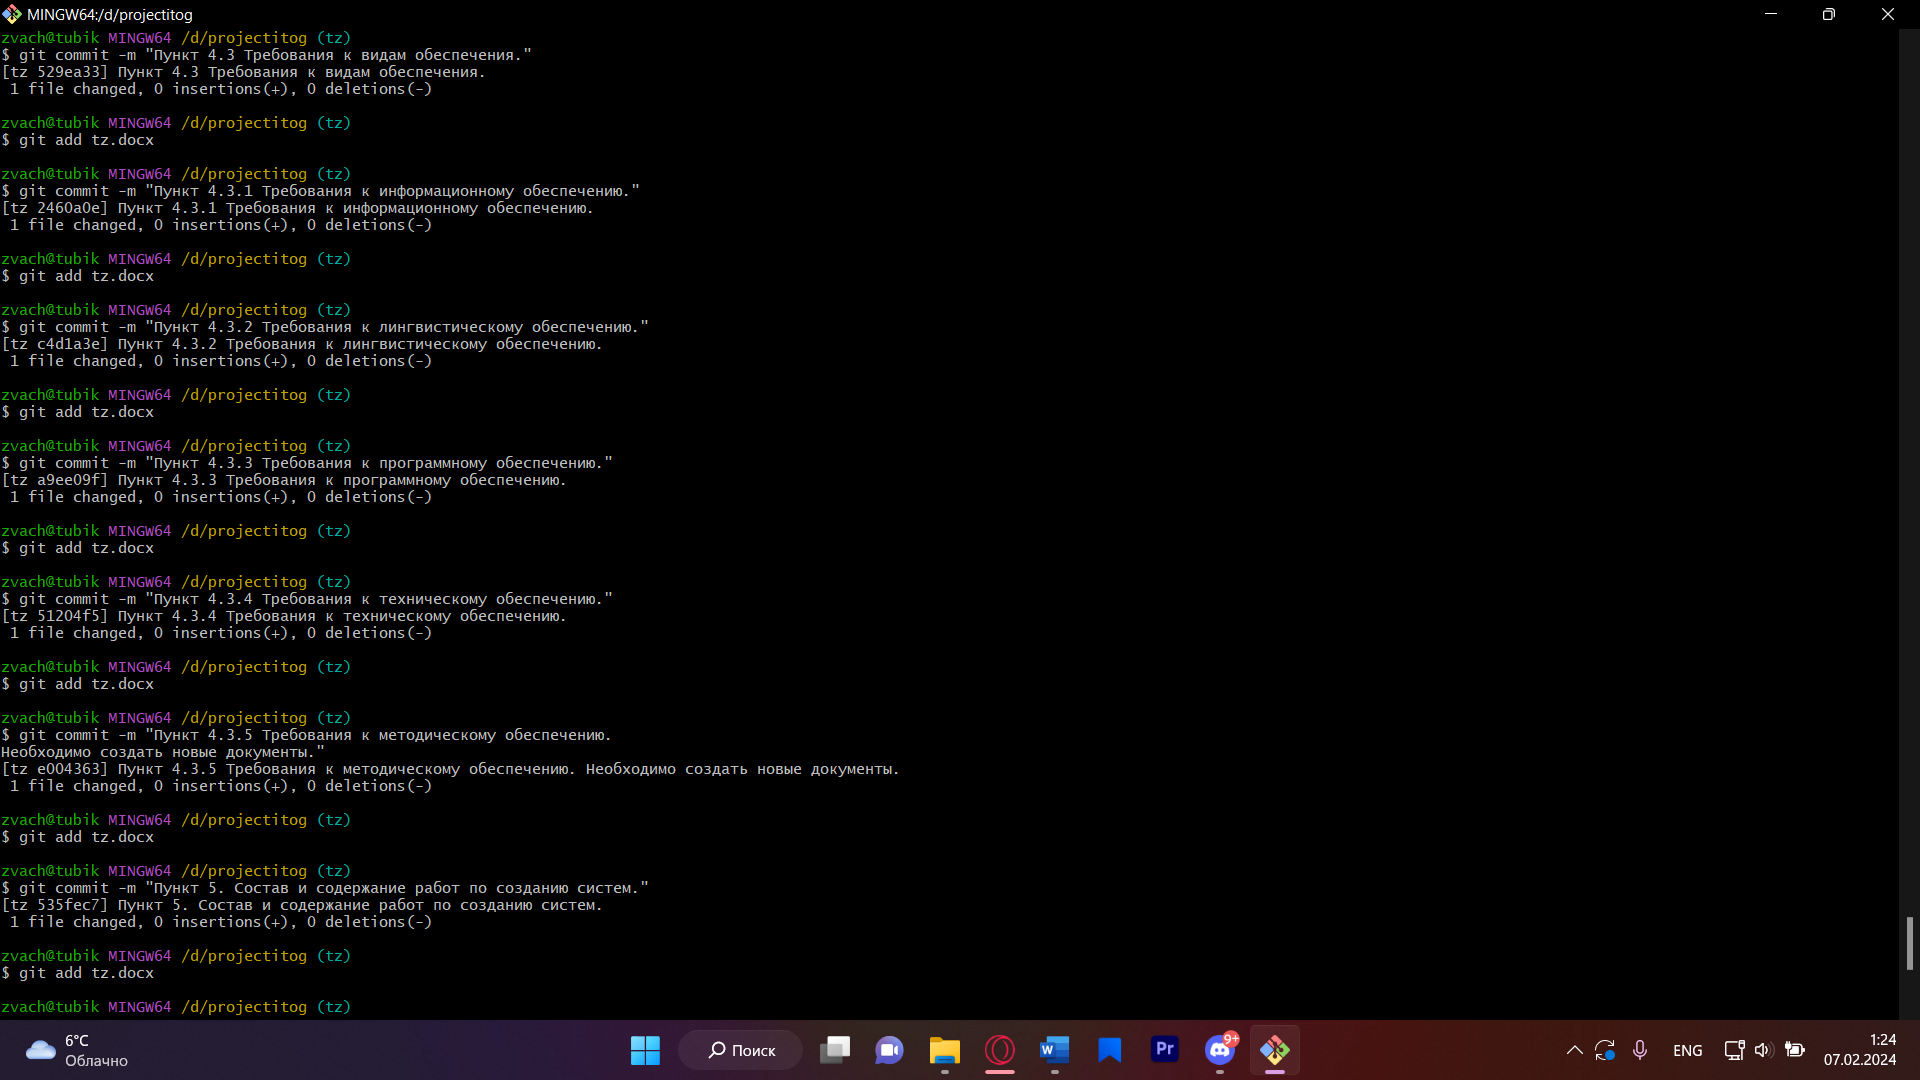 MINGW64:/d/projectitog
zvach@tubik MINGW64 /d/projectitog (tz)
$ git commit -m "Пункт 4.3 Требования к видам обеспечения."
[tz 529ea33] Пункт 4.3 Требования к видам обеспечения.
1 file changed, 0 insertions(+), 0 deletions(-)
zvach@tubik MINGW64 /d/projectitog (tz)
$ git add tz.docx
zvach@tubik MINGW64 /d/projectitog (tz)
$ git commit -m "Пункт 4.3.1 Требования к информационному обеспечению."
[tz 2460a0e] Пункт 4.3.1 Требования к информационному обеспечению.
1 file changed, 0 insertions(+), 0 deletions(-)
zvach@tubik MINGW64 /d/projectitog (tz)
$ git add tz.docx
zvach@tubik MINGW64 /d/projectitog (tz)
$ git commit -m "Пункт 4.3.2 Требования к лингвистическому обеспечению."
[tz c4d1a3e] Пункт 4.3.2 Требования к лингвистическому обеспечению.
1 file changed, 0 insertions(+), 0 deletions(-)
zvach@tubik MINGW64 /d/projectitog (tz)
$ git add tz.docx
zvach@tubik MINGW64 /d/projectitog (tz)
$ git commit -m "Пункт 4.3.3 Требования к программному обеспечению."
[tz a9ee09f] Пункт 4.3.3 Требования к программному обеспечению.
1 file changed, 0 insertions(+), 0 deletions(-)
zvach@tubik MINGW64 /d/projectitog (tz)
$ git add tz.docx
zvach@tubik MINGW64 /d/projectitog (tz)
$ git commit -m "Пункт 4.3.4 Требования к техническому обеспечению."
[tz 51204f5] Пункт 4.3.4 Требования к техническому обеспечению.
1 file changed, 0 insertions(+), 0 deletions(-)
zvach@tubik MINGW64 /d/projectitog (tz)
$ git add tz.docx
zvach@tubik MINGW64 /d/projectitog (tz)
$ git commit -m "Пункт 4.3.5 Требования к методическому обеспечению.
Необходимо создать новые документы."
[tz e004363] Пункт 4.3.5 Требования к методическому обеспечению. Необходимо создать новые документы.
1 file changed, 0 insertions(+), 0 deletions(-)
zvach@tubik MINGW64 /d/projectitog (tz)
$ git add tz.docx
zvach@tubik MINGW64 /d/projectitog (tz)
$ git commit -m "Пункт 5. Состав и содержание работ по созданию систем."
[tz 535fec7] Пункт 5. Состав и содержание работ по созданию систем.
1 file changed, 0 insertions(+), 0 deletions(-)
zvach@tubik MINGW64 /d/projectitog (tz)
$ git add tz.docx
zvach@tubik MINGW64 /d/projectitog (tz)
6°C
Облачно
Поиск
W
Pr
9+
ENG
1:24
07.02.2024